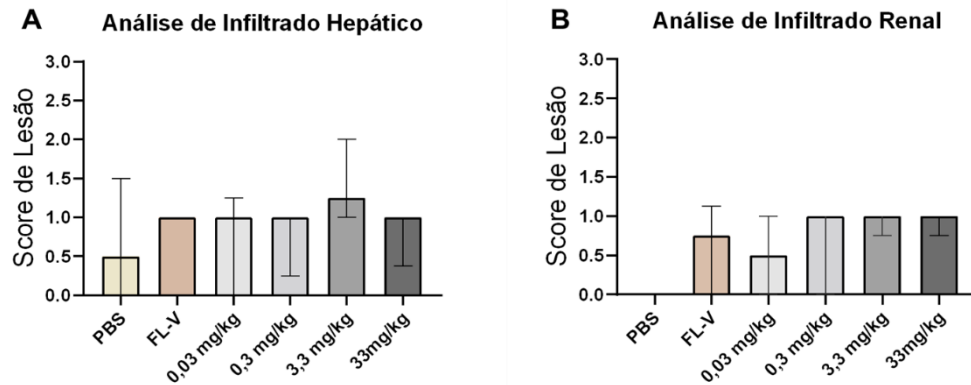 A
Análise de Infiltrado Hepático
Score de Lesão
3.0
2.5
2.0
1.5
1.0
0.5
0.0
PBS
FL-V
0,03 mg/kg
0,3 mg/kg
3,3 mg/kg
33mg/kg
B
Análise de Infiltrado Renal
Score de Lesão
3.0
2.5
2.0
1.5
1.0
0.5
0.0
PBS
FL-V
0,03 mg/kg
0,3 mg/kg
3,3 mg/kg
33mg/kg